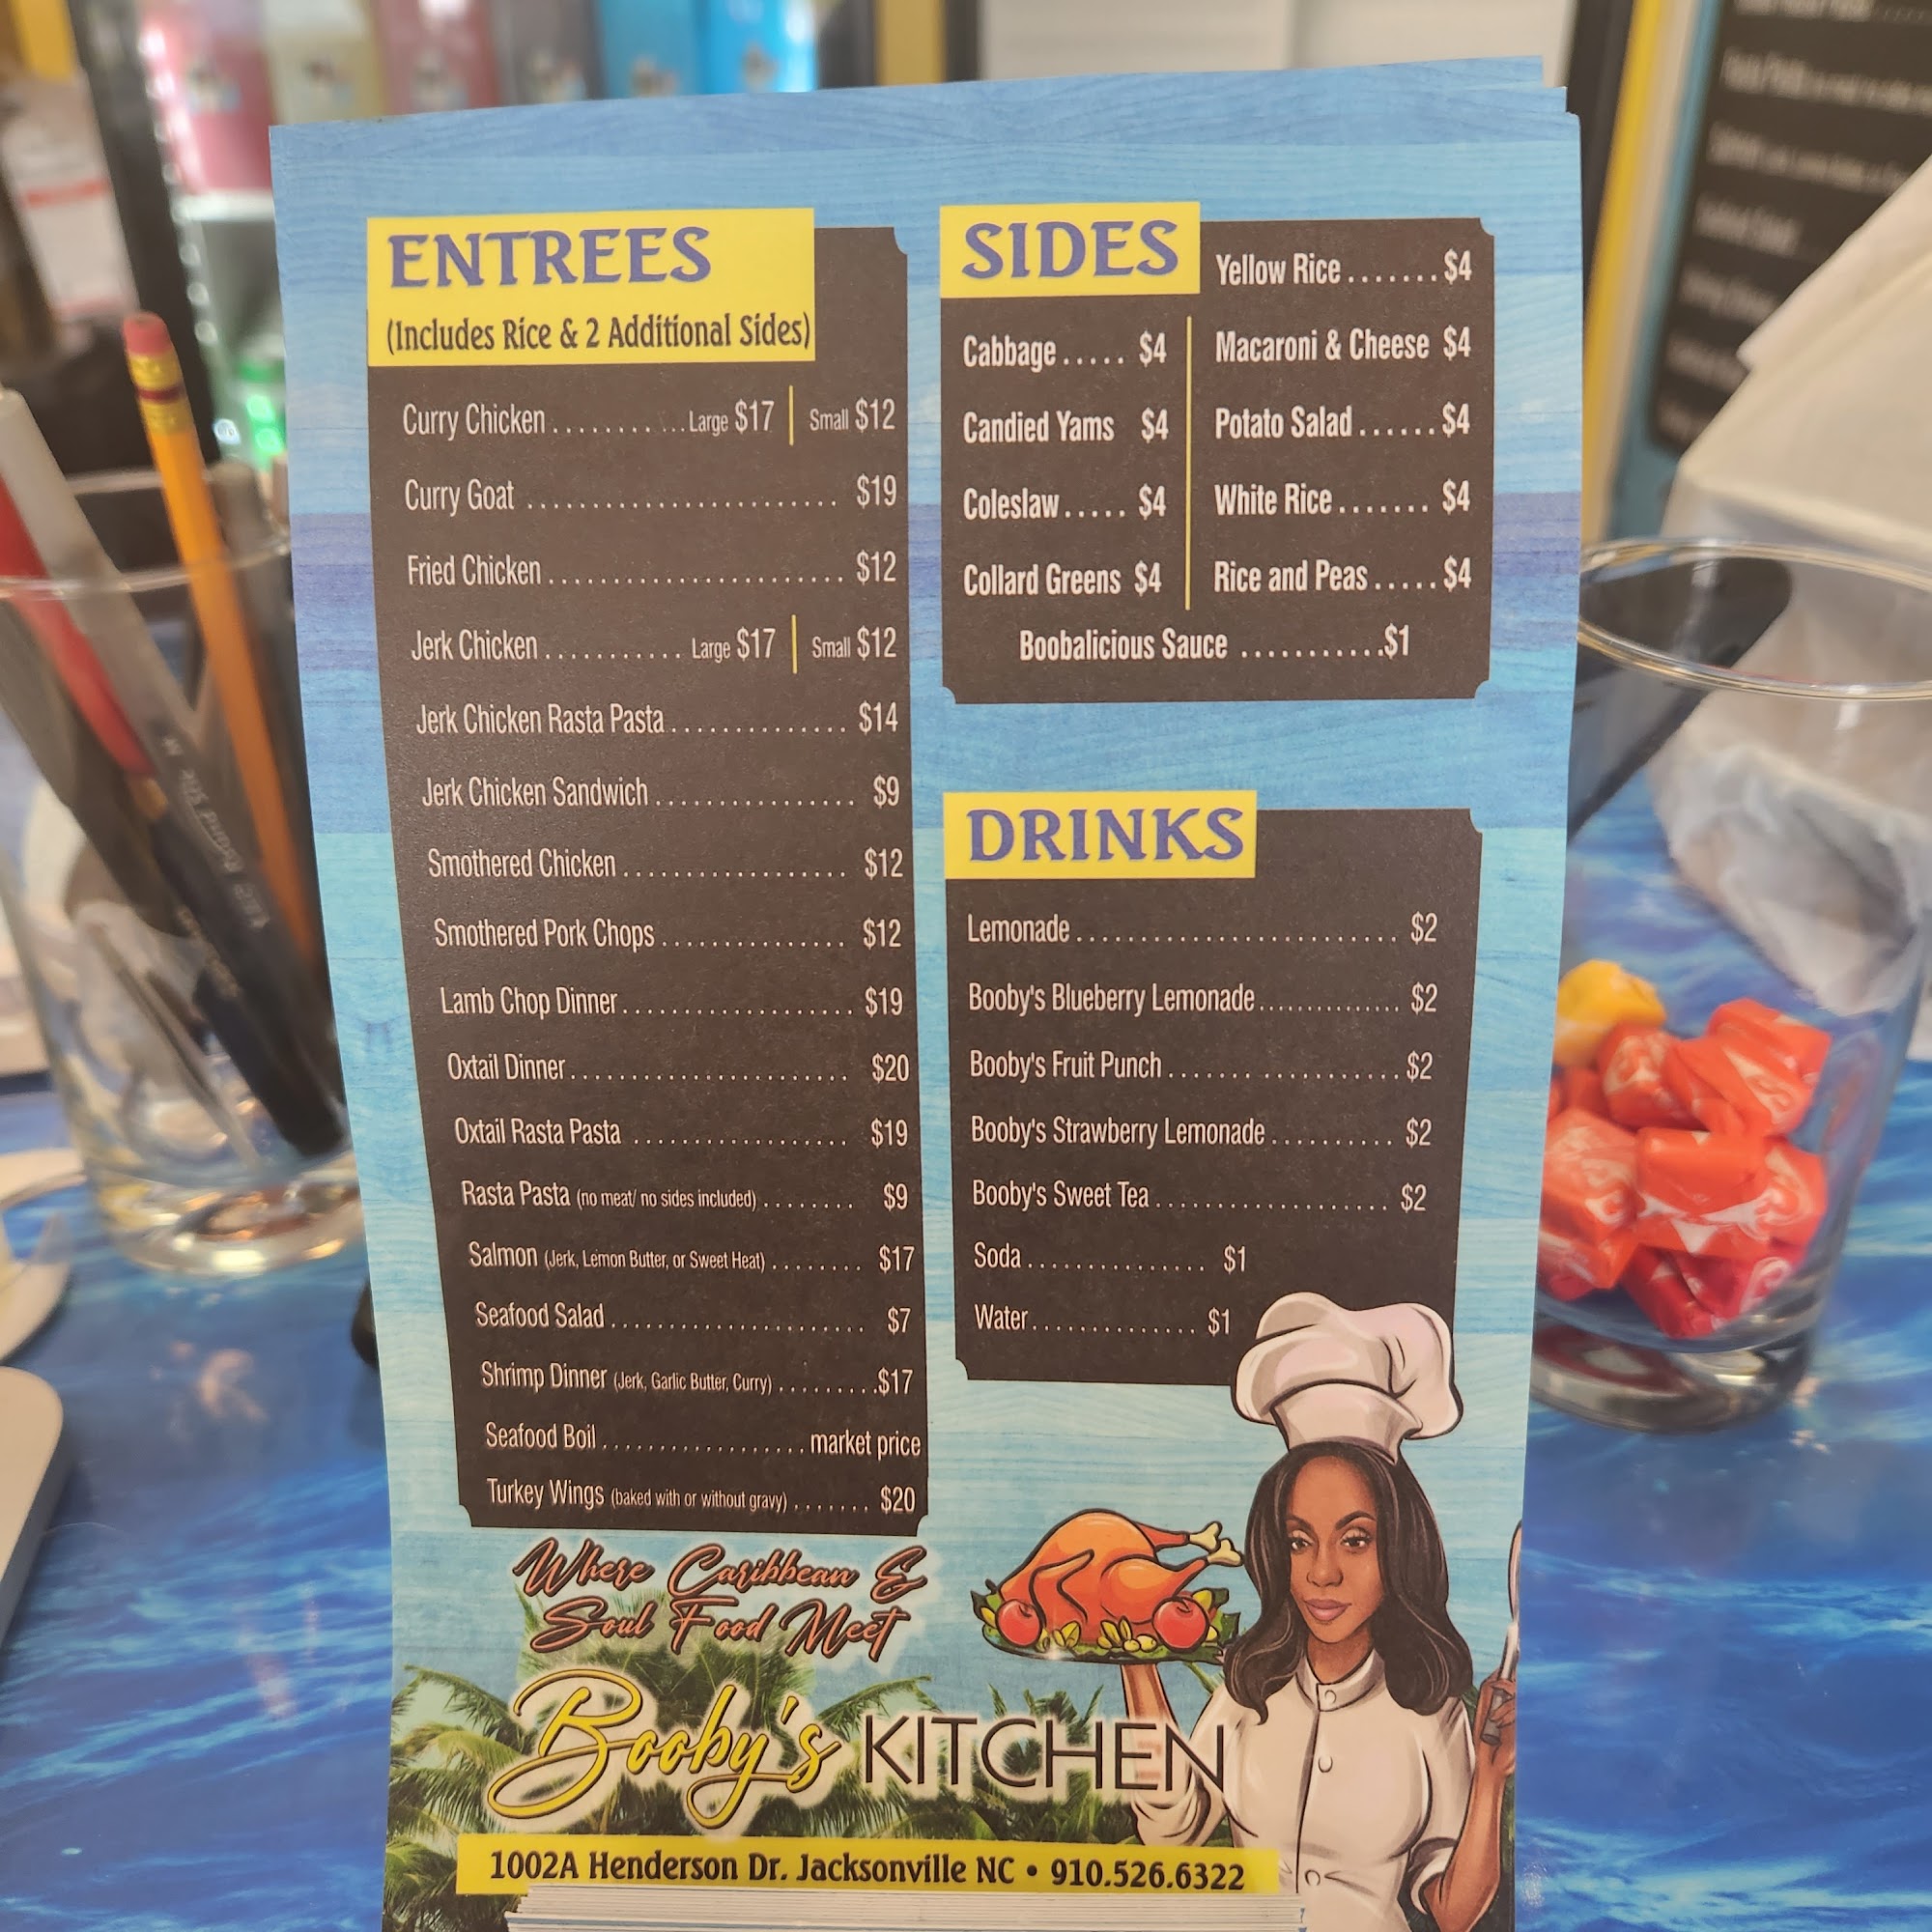 ENTREES
(Includes Rice & 2 Additional Sides)
Curry Chicken ............ Large $17 | Small $12
Curry Goat .............................. $19
Fried Chicken ............................ $12
Jerk Chicken ........... Large $17 | Small $12
Jerk Chicken Rasta Pasta .............. $14
Jerk Chicken Sandwich ................ $9
Smothered Chicken .................. $12
Smothered Pork Chops ............... $12
Lamb Chop Dinner ................... $19
Oxtail Dinner ........................ $20
Oxtail Rasta Pasta .................. $19
Rasta Pasta (no meat/ no sides included) ........ $9
Salmon (Jerk, Lemon Butter, or Sweet Heat) ........ $17
Seafood Salad ...................... $7
Shrimp Dinner (Jerk, Garlic Butter, Curry) ......... $17
Seafood Boil .................. market price
Turkey Wings (baked with or without gravy) ....... $20
SIDES
Cabbage ..... $4
Candied Yams $4
Coleslaw ..... $4
Collard Greens $4
Yellow Rice ....... $4
Macaroni & Cheese $4
Potato Salad ...... $4
White Rice ....... $4
Rice and Peas ..... $4
Boobalicious Sauce ........... $1
DRINKS
Lemonade ......................... $2
Booby's Blueberry Lemonade .............. $2
Booby's Fruit Punch .................... $2
Booby's Strawberry Lemonade .......... $2
Booby's Sweet Tea ................... $2
Soda ............... $1
Water .............. $1
Where Caribbean &
Soul Food Meet
Booby's KITCHEN
1002A Henderson Dr. Jacksonville NC • 910.526.6322